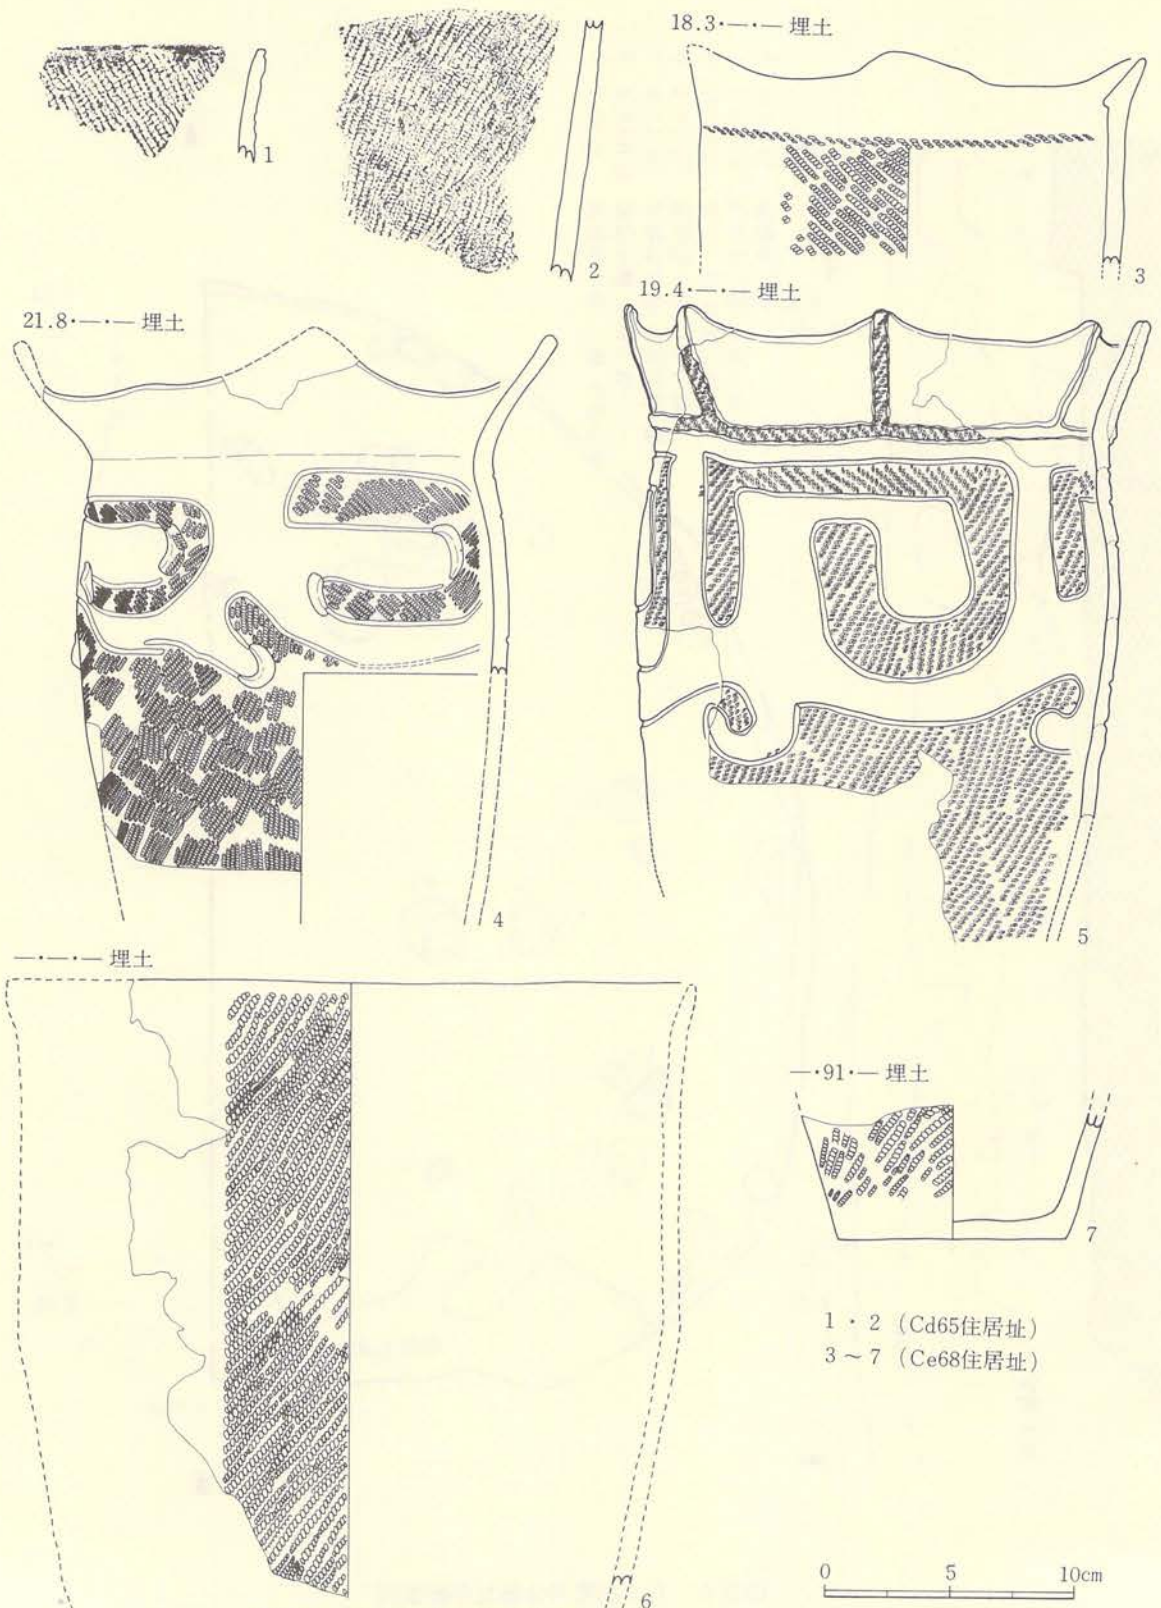 1
2
18.3·—·— 埋土
3
21.8·—·— 埋土
4
19.4·—·— 埋土
5
—·—·— 埋土
6
—·91·— 埋土
7
1・2 (Cd65住居址)
3～7 (Ce68住居址)
0 5 10cm